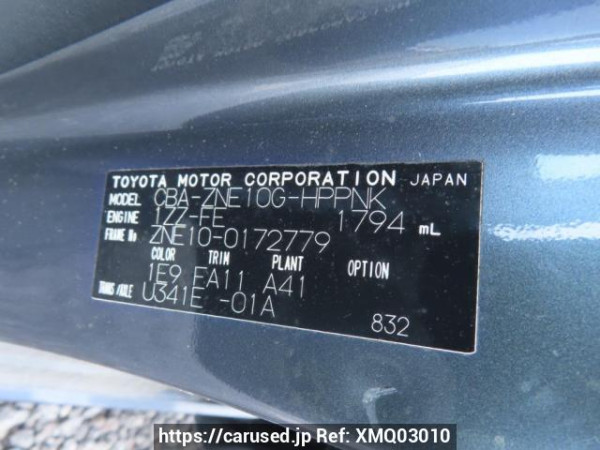 TOYOTA MOTOR CORPORATION JAPAN
MODEL CBA-ZNE10G-HPPNK
ENGINE 1ZZ-FE 1794 mL
FRAME No ZNE10-0172779
COLOR TRIM PLANT OPTION
1E9 EA11 A41
TRANS/AXLE U341E -01A
832
https://carused.jp Ref: XMQ03010